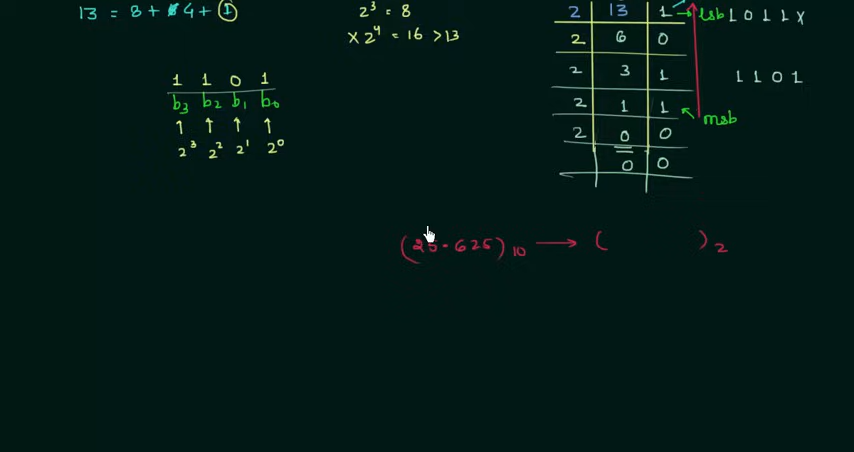 13 = 8 + 4 + 1
2³ = 8
x 2⁴ = 16 > 13
1 1 0 1
b₃ b₂ b₁ b₀
↑ ↑ ↑ ↑
2³ 2² 2¹ 2⁰
2 13 1 → lsb 1 0 1 1 x
2 6 0
2 3 1
1 1 0 1
2 1 1 msb
2 0 0
0 0
(25.625)₁₀ → ( )₂